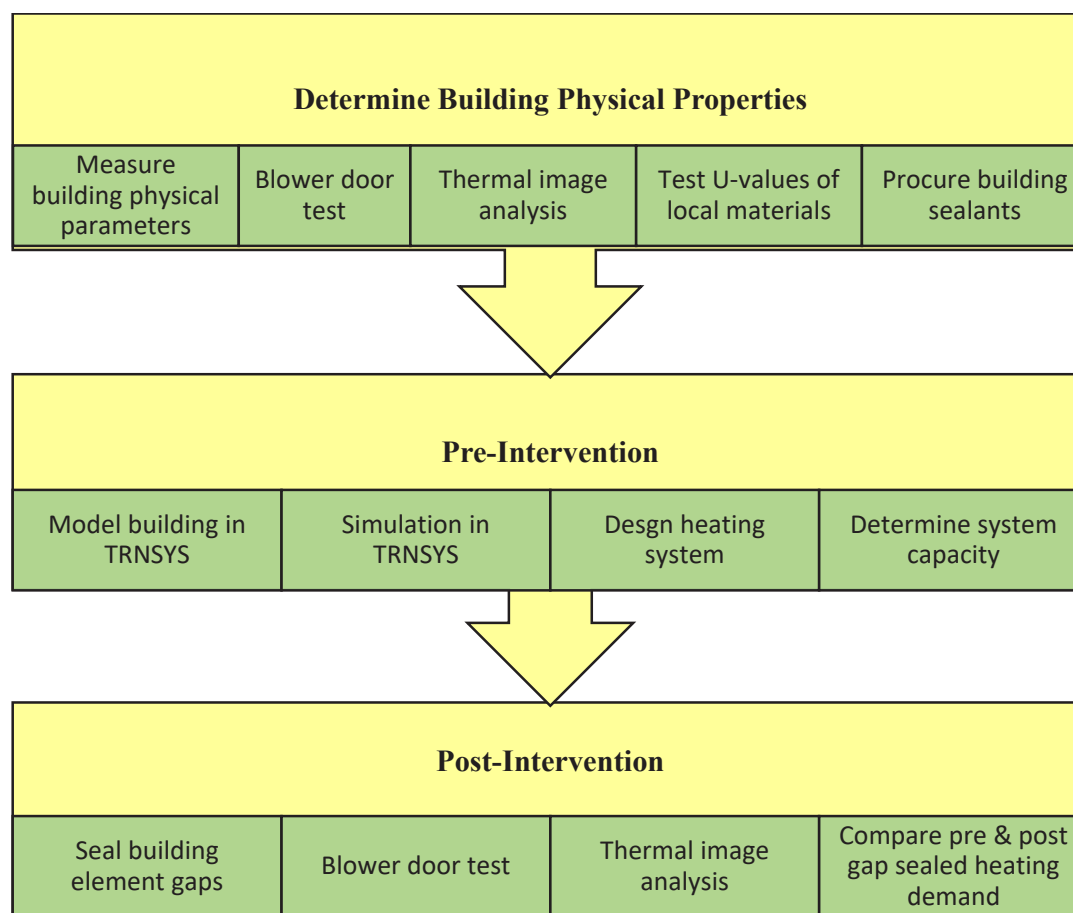 Determine Building Physical Properties
Measure
building physical
parameters
Blower door
test
Thermal image
analysis
Test U-values of
local materials
Procure building
sealants
Pre-Intervention
Model building in
TRNSYS
Simulation in
TRNSYS
Desgn heating
system
Determine system
capacity
Post-Intervention
Seal building
element gaps
Blower door test
Thermal image
analysis
Compare pre & post
gap sealed heating
demand